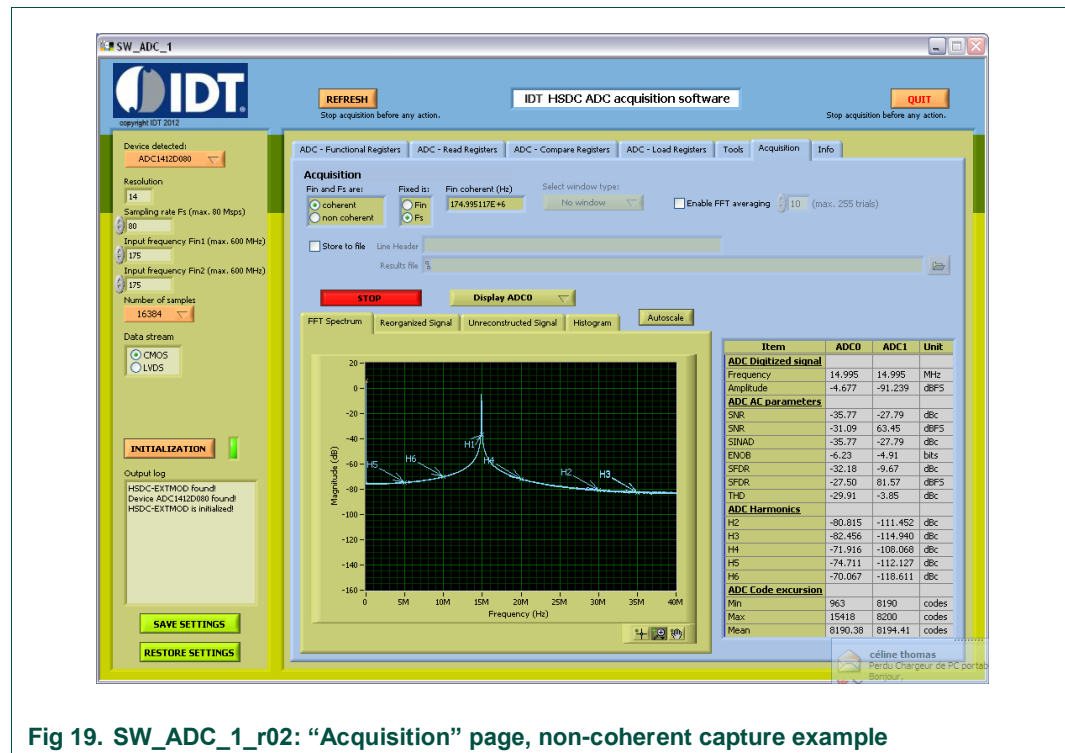 SW_ADC_1
IDT
copyright IDT 2012
REFRESH
Stop acquisition before any action.
IDT HSDC ADC acquisition software
QUIT
Stop acquisition before any action.
Device detected:
ADC1412D080
Resolution
14
Sampling rate Fs (max. 80 Msps)
80
Input frequency Fin1 (max. 600 MHz)
175
Input frequency Fin2 (max. 600 MHz)
175
Number of samples
16384
Data stream
CMOS
LVDS
INITIALIZATION
Output log
HSDC-EXTMOD found!
Device ADC1412D080 found!
HSDC-EXTMOD is initialized!
SAVE SETTINGS
RESTORE SETTINGS
ADC - Functional Registers ADC - Read Registers ADC - Compare Registers ADC - Load Registers Tools Acquisition Info
Acquisition
Fin and Fs are: Fixed is: Fin coherent (Hz) Select window type:
coherent Fin 174.995117E+6 No window Enable FFT averaging 10 (max. 255 trials)
non coherent Fs
Store to file Line Header
Results file
STOP Display ADC0
FFT Spectrum Reorganized Signal Unreconstructed Signal Histogram Autoscale
Magnitude (dB)
20
0
-20
-40
-60
-80
-100
-120
-140
-160
H5 H6 H1 H4 H2 H3
0 5M 10M 15M 20M 25M 30M 35M 40M
Frequency (Hz)
Item ADC0 ADC1 Unit
ADC Digitized signal
Frequency 14.995 14.995 MHz
Amplitude -4.677 -91.239 dBFS
ADC AC parameters
SNR -35.77 -27.79 dBc
SNR -31.09 63.45 dBFS
SINAD -35.77 -27.79 dBc
ENOB -6.23 -4.91 bits
SFDR -32.18 -9.67 dBc
SFDR -27.50 81.57 dBFS
THD -29.91 -3.85 dBc
ADC Harmonics
H2 -80.815 -111.452 dBc
H3 -82.456 -114.940 dBc
H4 -71.916 -108.068 dBc
H5 -74.711 -112.127 dBc
H6 -70.067 -118.611 dBc
ADC Code excursion
Min 963 8190 codes
Max 15418 8200 codes
Mean 8190.38 8194.41 codes
céline thomas
Perdu Chargeur de PC portab
Bonjour,
Fig 19. SW_ADC_1_r02: “Acquisition” page, non-coherent capture example